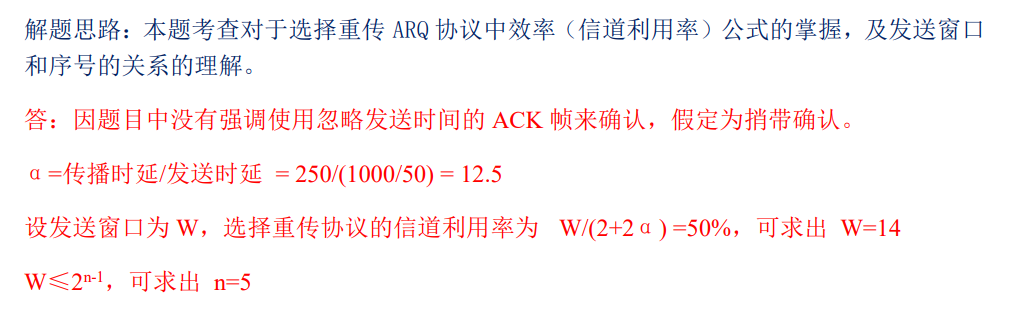 解题思路：本题考查对于选择重传 ARQ 协议中效率（信道利用率）公式的掌握，及发送窗口
和序号的关系的理解。
答：因题目中没有强调使用忽略发送时间的 ACK 帧来确认，假定为捎带确认。
α=传播时延/发送时延 = 250/(1000/50) = 12.5
设发送窗口为 W，选择重传协议的信道利用率为 W/(2+2α) =50%，可求出 W=14
W≤2ⁿ⁻¹，可求出 n=5